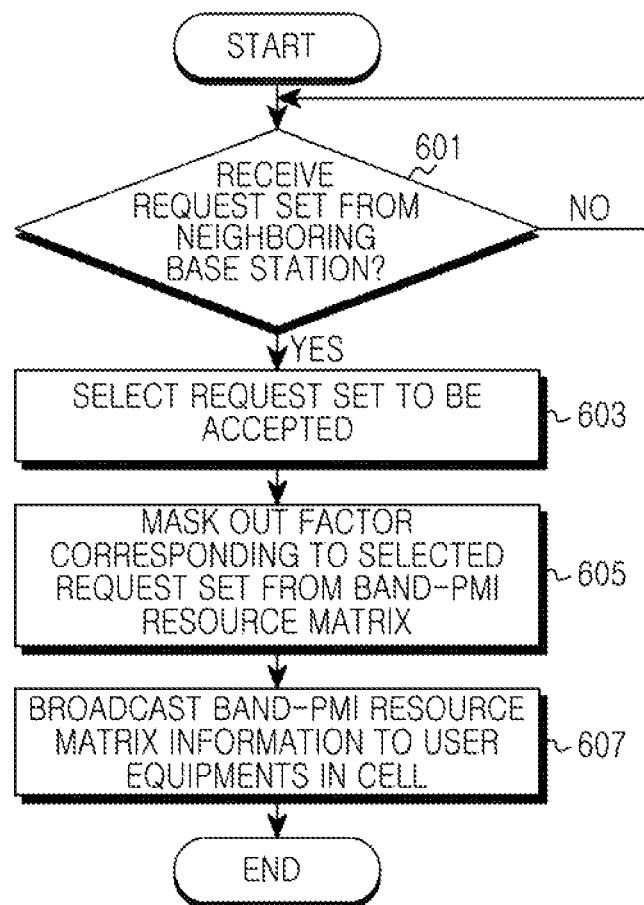 START
601
RECEIVE
REQUEST SET FROM
NEIGHBORING
BASE STATION?
NO
YES
SELECT REQUEST SET TO BE
ACCEPTED
603
MASK OUT FACTOR
CORRESPONDING TO SELECTED
REQUEST SET FROM BAND-PMI
RESOURCE MATRIX
605
BROADCAST BAND-PMI RESOURCE
MATRIX INFORMATION TO USER
EQUIPMENTS IN CELL
607
END